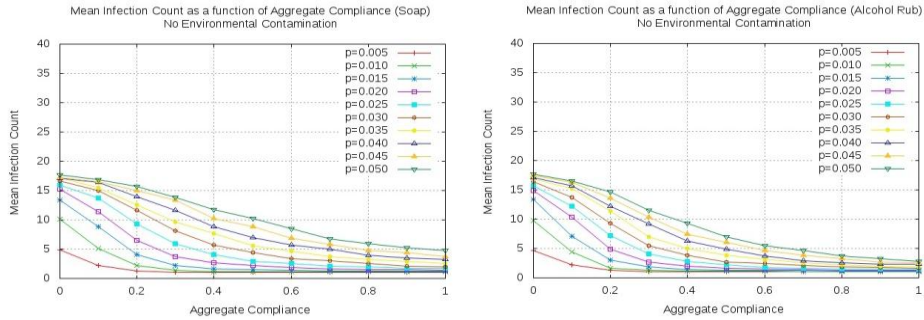 Mean Infection Count as a function of Aggregate Compliance (Soap)
No Environmental Contamination
40
35
30
25
20
15
10
5
0
Mean Infection Count
p=0.005
p=0.010
p=0.015
p=0.020
p=0.025
p=0.030
p=0.035
p=0.040
p=0.045
p=0.050
0 0.2 0.4 0.6 0.8 1
Aggregate Compliance
Mean Infection Count as a function of Aggregate Compliance (Alcohol Rub)
No Environmental Contamination
40
35
30
25
20
15
10
5
0
Mean Infection Count
p=0.005
p=0.010
p=0.015
p=0.020
p=0.025
p=0.030
p=0.035
p=0.040
p=0.045
p=0.050
0 0.2 0.4 0.6 0.8 1
Aggregate Compliance